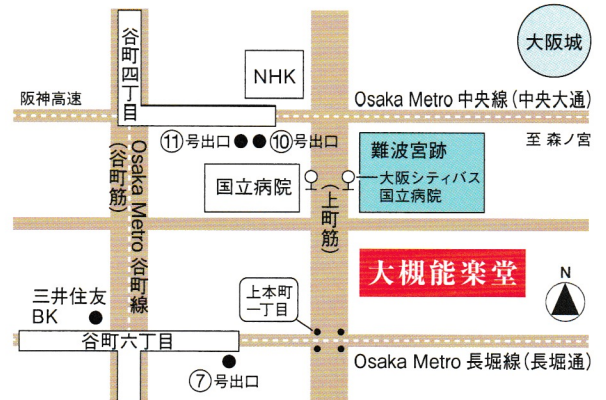 大阪城
谷町四丁目
NHK
阪神高速
Osaka Metro 中央線(中央大通)
至 森ノ宮
⑪号出口
⑩号出口
難波宮跡
大阪シティバス
国立病院
国立病院
(谷町筋)
Osaka Metro 谷町線
(上町筋)
大槻能楽堂
N
三井住友
BK
上本町
一丁目
谷町六丁目
Osaka Metro 長堀線(長堀通)
⑦号出口